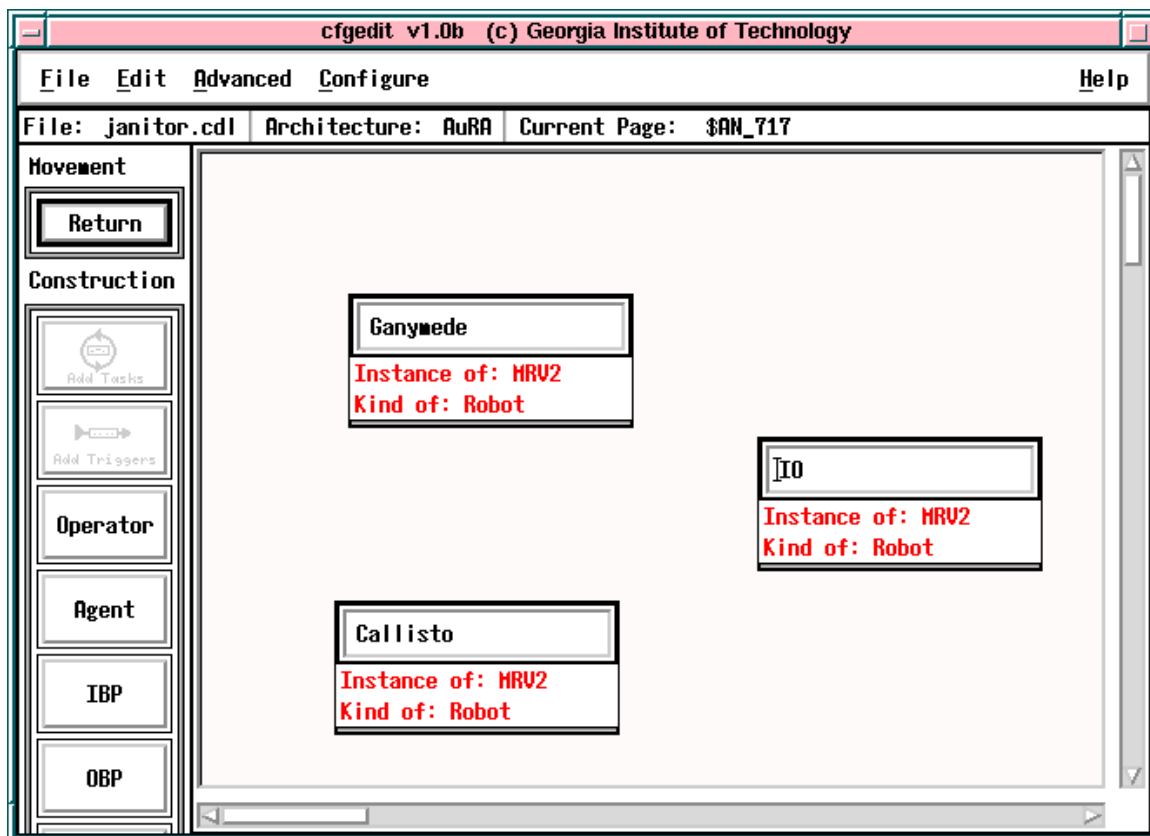 cfgedit v1.0b (c) Georgia Institute of Technology
File Edit Advanced Configure Help
File: janitor.cdl Architecture: AuRA Current Page: $AN_717
Movement
Return
Construction
Add Tasks
Add Triggers
Operator
Agent
IBP
OBP
Ganymede
Instance of: MRV2
Kind of: Robot
IO
Instance of: MRV2
Kind of: Robot
Callisto
Instance of: MRV2
Kind of: Robot